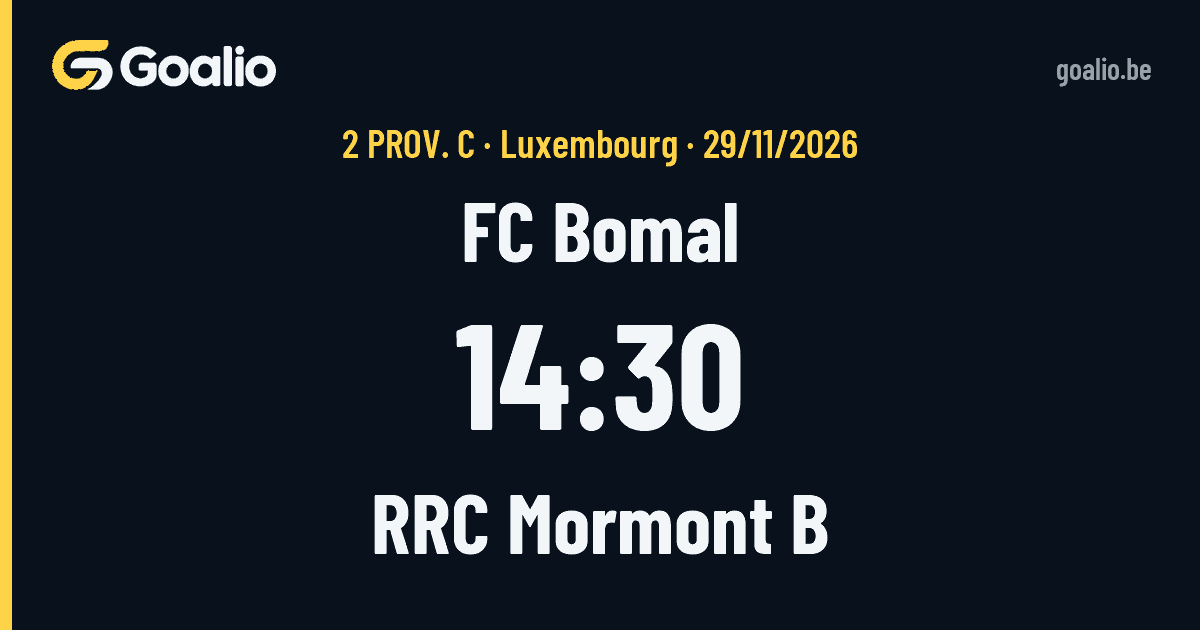 Goalio
goalio.be
2 PROV. C · Luxembourg · 29/11/2026
FC Bomal
14:30
RRC Mormont B